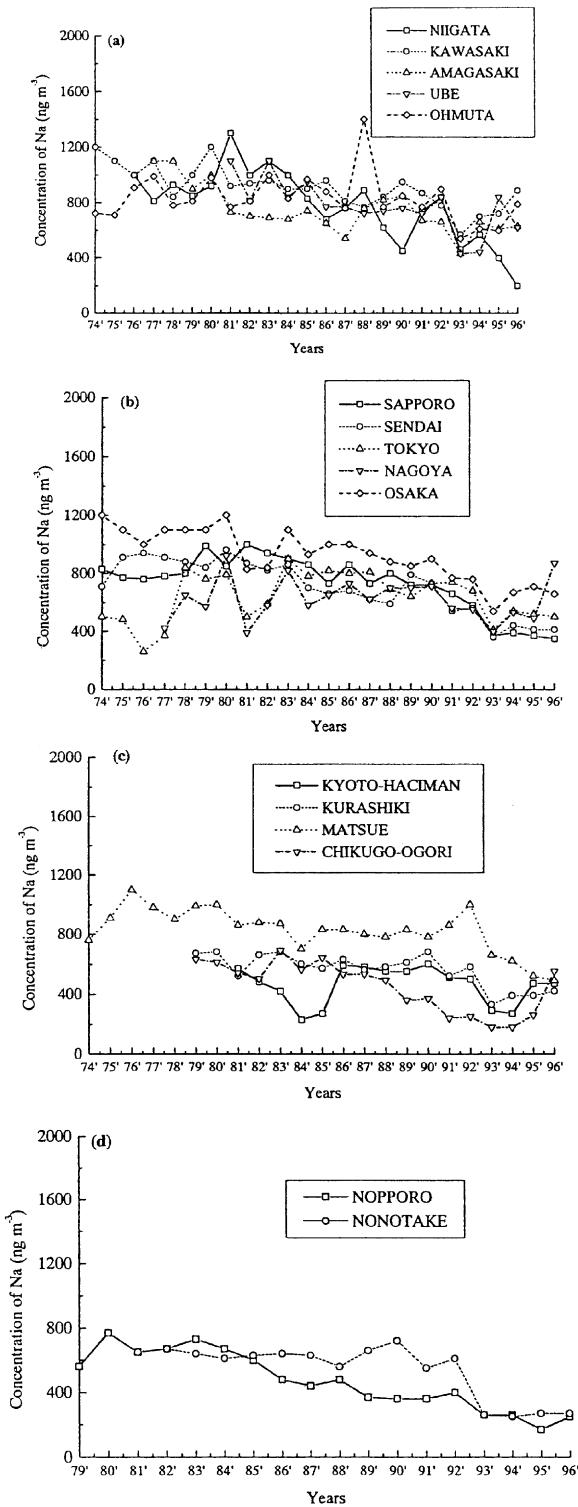 (a)
NIIGATA
KAWASAKI
AMAGASAKI
UBE
OHMUTA
Concentration of Na (ng m⁻³)
2000
1600
1200
800
400
0
74' 75' 76' 77' 78' 79' 80' 81' 82' 83' 84' 85' 86' 87' 88' 89' 90' 91' 92' 93' 94' 95' 96'
Years
(b)
SAPPORO
SENDAI
TOKYO
NAGOYA
OSAKA
Concentration of Na (ng m⁻³)
2000
1600
1200
800
400
0
74' 75' 76' 77' 78' 79' 80' 81' 82' 83' 84' 85' 86' 87' 88' 89' 90' 91' 92' 93' 94' 95' 96'
Years
(c)
KYOTO-HACIMAN
KURASHIKI
MATSUE
CHIKUGO-OGORI
Concentration of Na (ng m⁻³)
2000
1600
1200
800
400
0
74' 75' 76' 77' 78' 79' 80' 81' 82' 83' 84' 85' 86' 87' 88' 89' 90' 91' 92' 93' 94' 95' 96'
Years
(d)
NOPPORO
NONOTAKE
Concentration of Na (ng m⁻³)
2000
1600
1200
800
400
0
79' 80' 81' 82' 83' 84' 85' 86' 87' 88' 89' 90' 91' 92' 93' 94' 95' 96'
Years